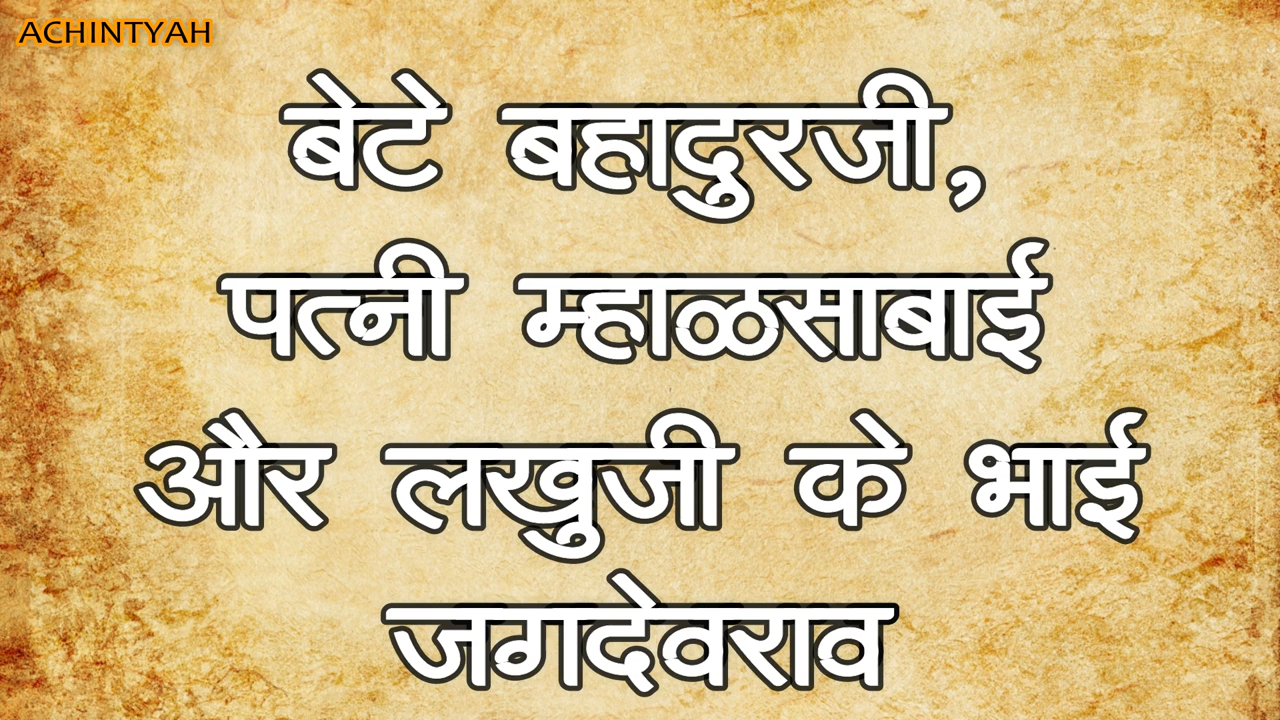 ACHINTYAH
बेटे बहादुरजी,
पत्नी म्हाळसाबाई
और लखुजी के भाई
जगदेवराव